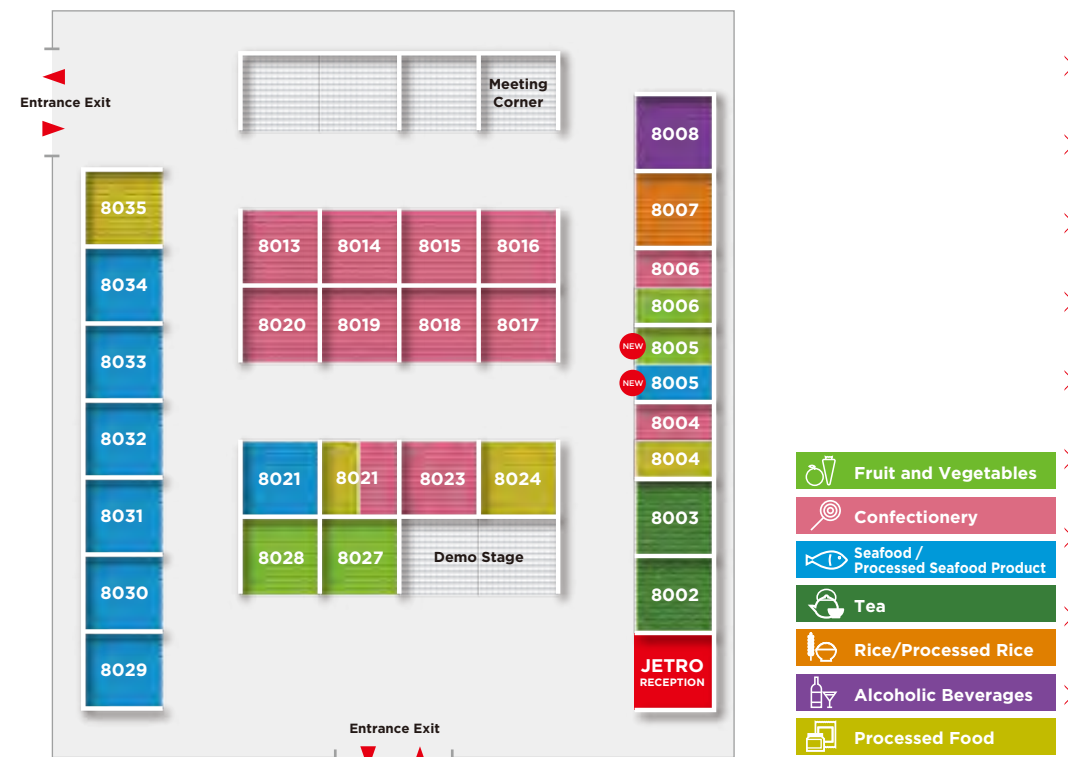 Meeting
Corner
Entrance Exit
8008
8035
8007
8013
8014
8015
8016
8006
8034
8006
8020
8019
8018
8017
NEW
8005
8033
NEW
8005
8004
8032
8004
8021
8021
8023
8024
8031
8003
8028
8027
Demo Stage
8030
8002
8029
JETRO
RECEPTION
Entrance Exit
Fruit and Vegetables
Confectionery
Seafood /
Processed Seafood Product
Tea
Rice/Processed Rice
Alcoholic Beverages
Processed Food